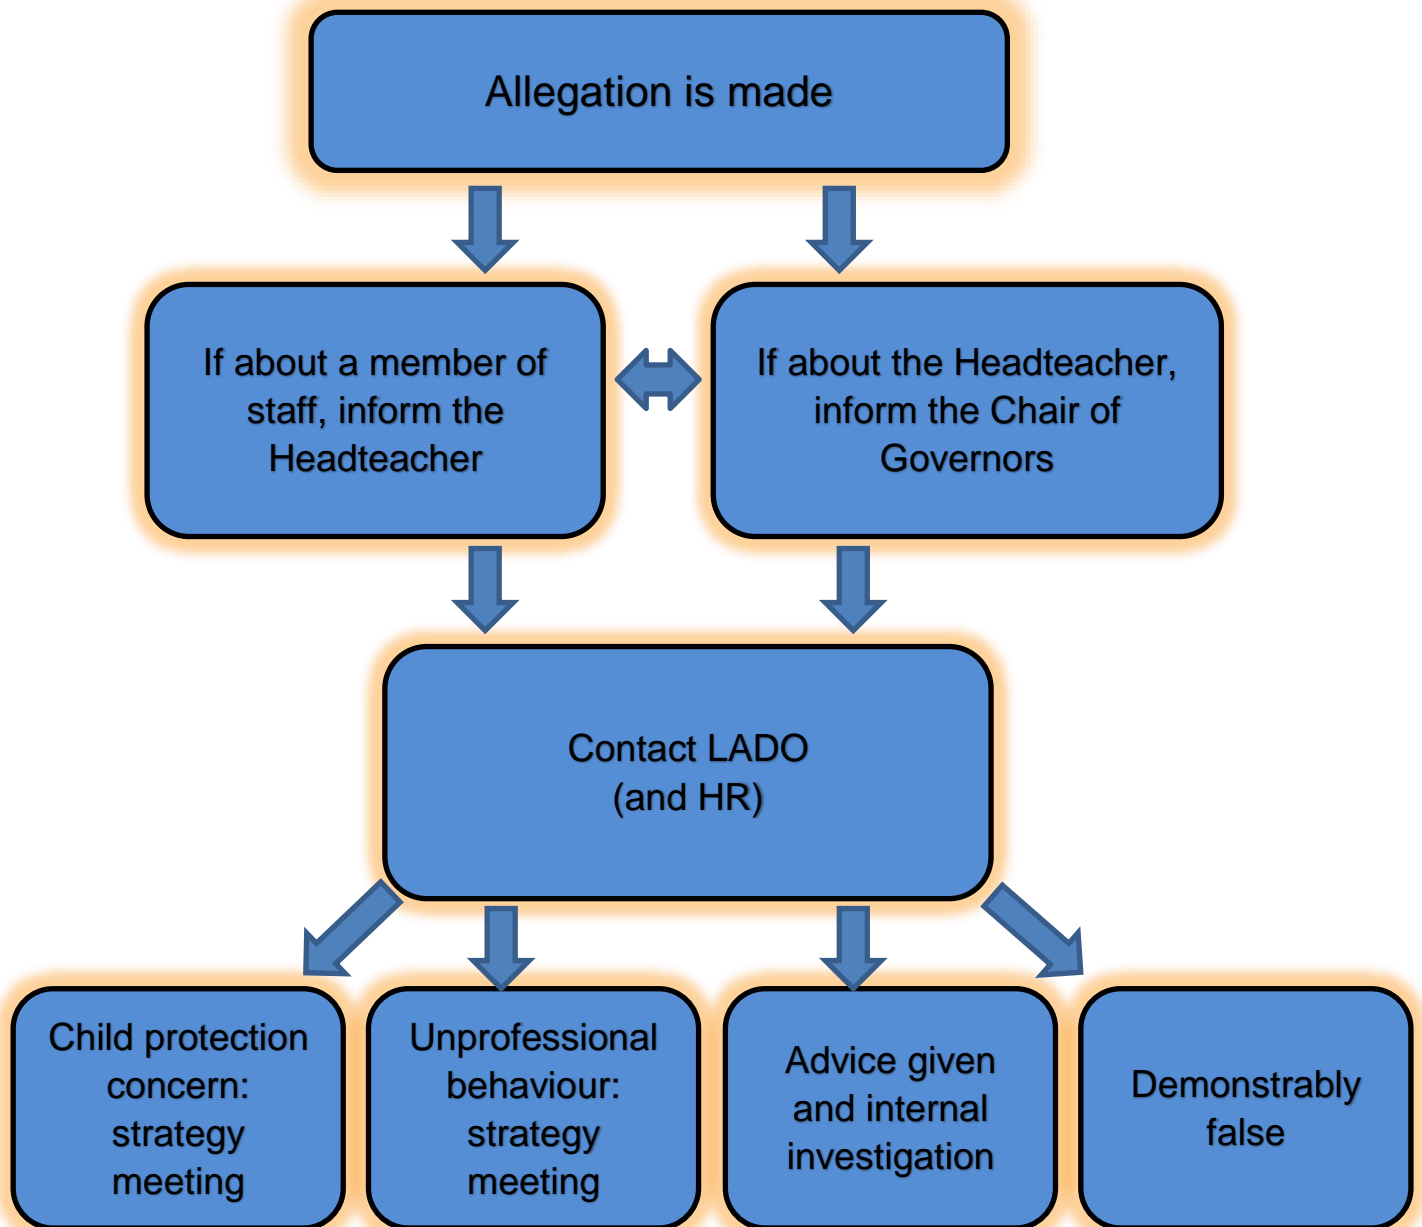 Allegation is made
If about a member of
staff, inform the
Headteacher
If about the Headteacher,
inform the Chair of
Governors
Contact LADO
(and HR)
Child protection
concern:
strategy
meeting
Unprofessional
behaviour:
strategy
meeting
Advice given
and internal
investigation
Demonstrably
false